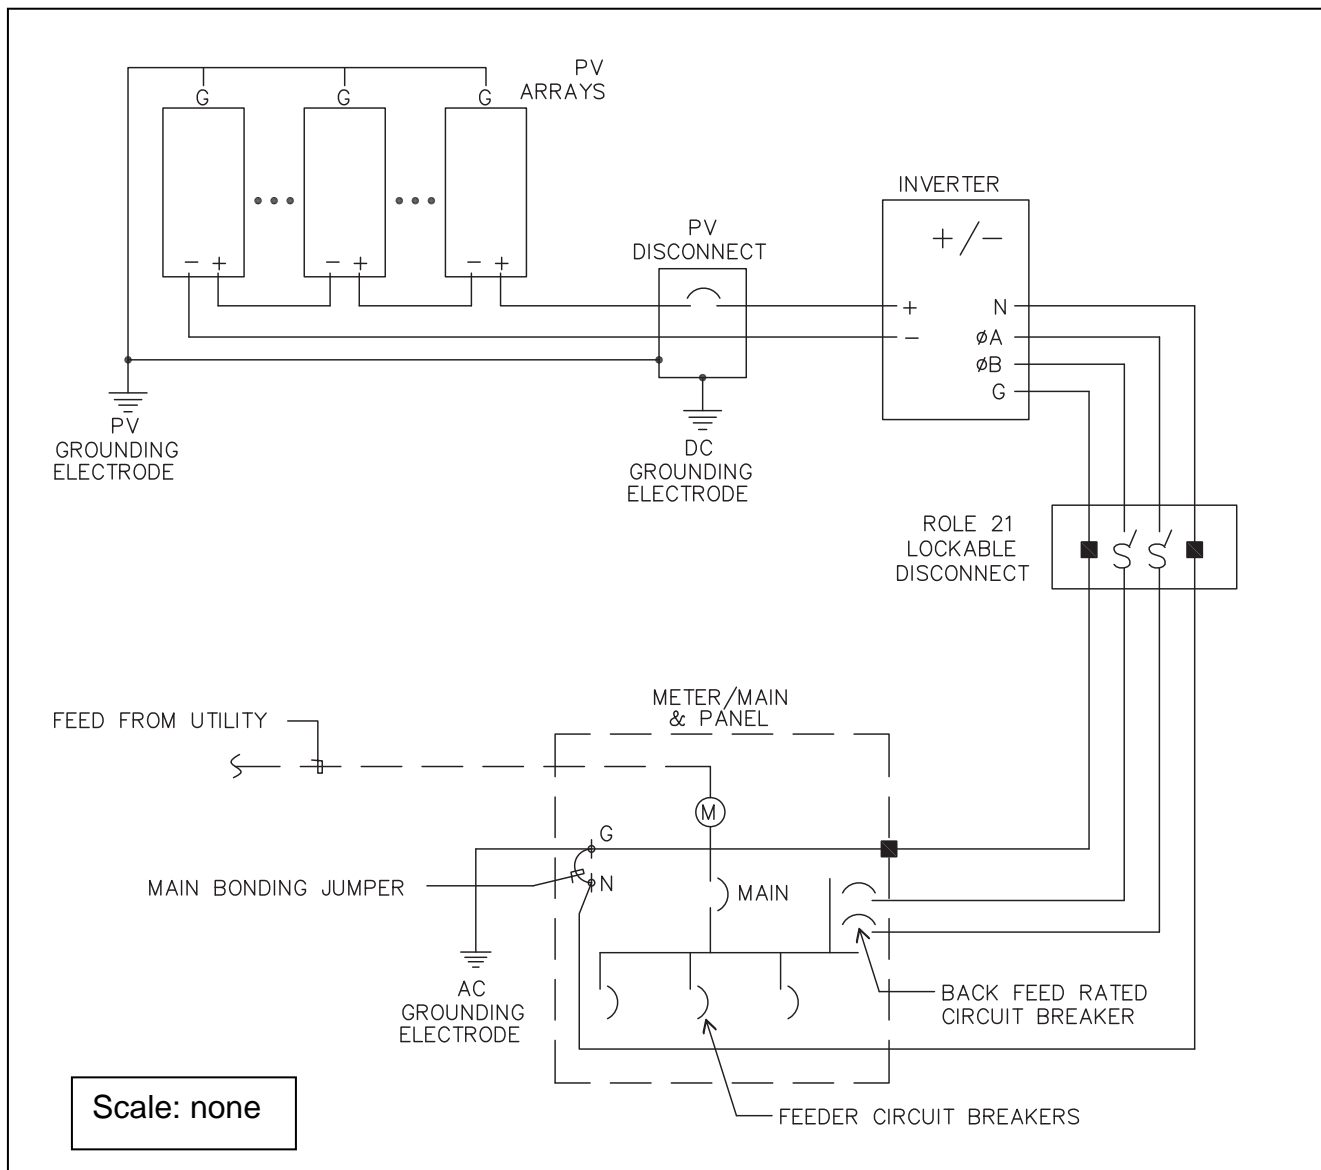 PV
ARRAYS
G G G
- + - + - +
PV
DISCONNECT
INVERTER
+/-
+ N
- øA
øB
G
PV
GROUNDING
ELECTRODE
DC
GROUNDING
ELECTRODE
ROLE 21
LOCKABLE
DISCONNECT
METER/MAIN
& PANEL
FEED FROM UTILITY
M
G
MAIN BONDING JUMPER
N
MAIN
AC
GROUNDING
ELECTRODE
BACK FEED RATED
CIRCUIT BREAKER
FEEDER CIRCUIT BREAKERS
Scale: none